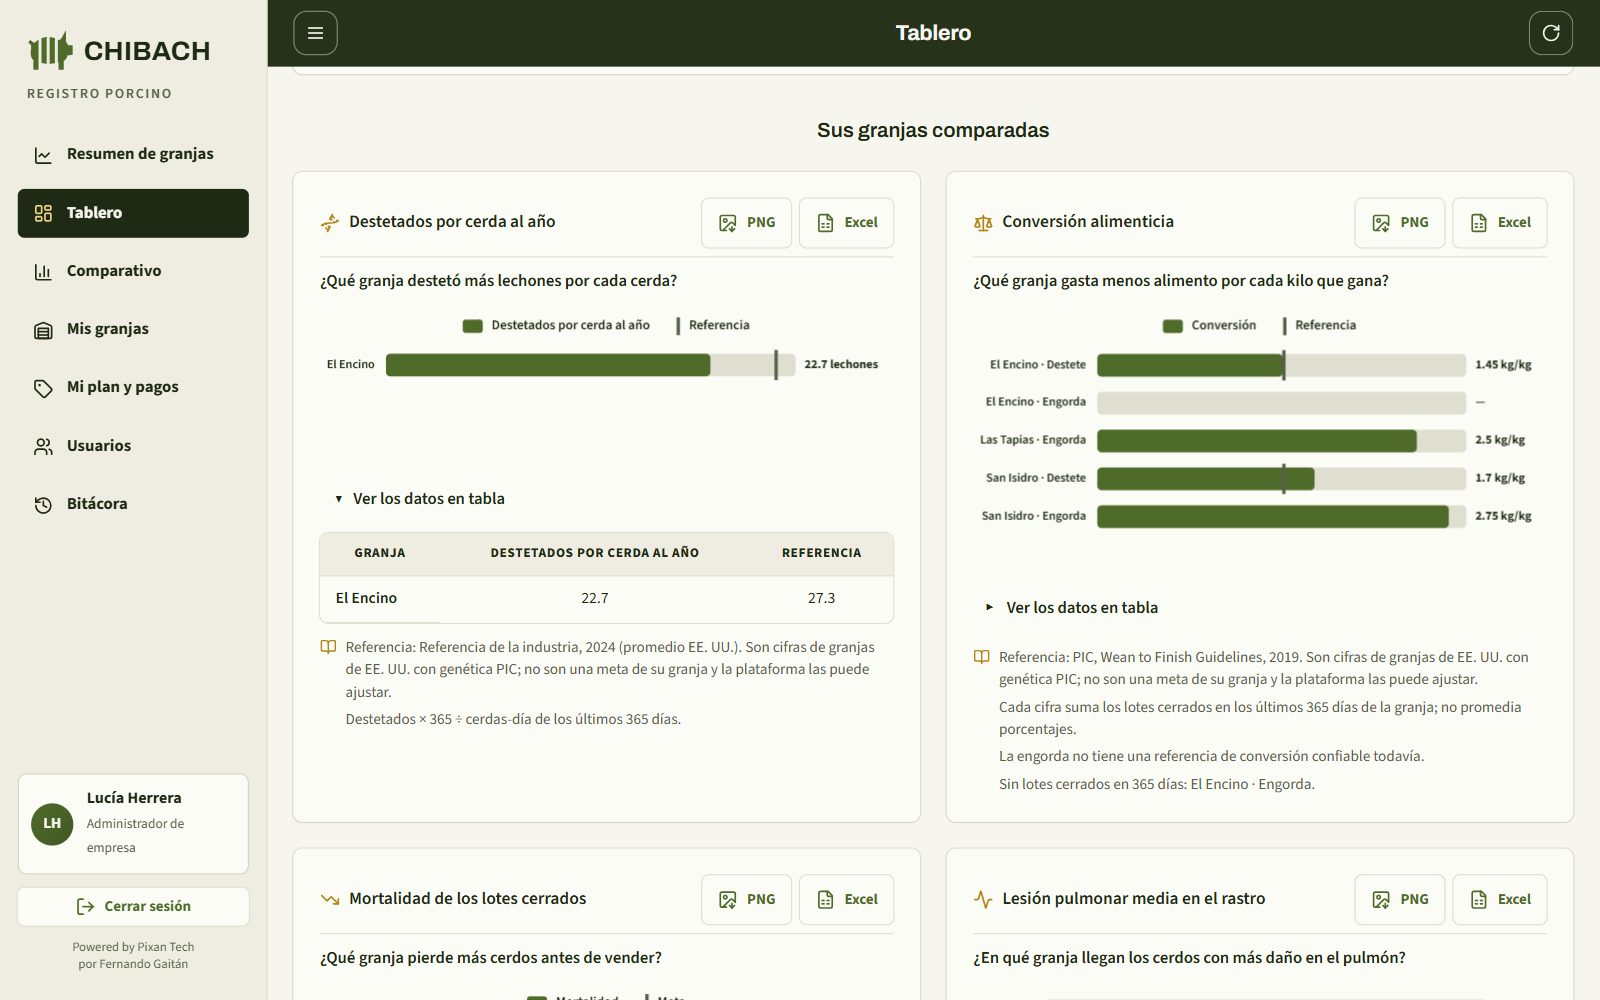 CHIBACH
REGISTRO PORCINO
Resumen de granjas
Tablero
Comparativo
Mis granjas
Mi plan y pagos
Usuarios
Bitácora
LH
Lucía Herrera
Administrador de
empresa
Cerrar sesión
Powered by Pixan Tech
por Fernando Gaitán
Tablero
Sus granjas comparadas
Destetados por cerda al año
PNG
Excel
¿Qué granja destetó más lechones por cada cerda?
Destetados por cerda al año
Referencia
El Encino
22.7 lechones
▼ Ver los datos en tabla
GRANJA DESTETADOS POR CERDA AL AÑO REFERENCIA
El Encino 22.7 27.3
Referencia: Referencia de la industria, 2024 (promedio EE. UU.). Son cifras de granjas
de EE. UU. con genética PIC; no son una meta de su granja y la plataforma las puede
ajustar.
Destetados × 365 ÷ cerdas-día de los últimos 365 días.
Conversión alimenticia
PNG
Excel
¿Qué granja gasta menos alimento por cada kilo que gana?
Conversión
Referencia
El Encino · Destete 1.45 kg/kg
El Encino · Engorda —
Las Tapias · Engorda 2.5 kg/kg
San Isidro · Destete 1.7 kg/kg
San Isidro · Engorda 2.75 kg/kg
► Ver los datos en tabla
Referencia: PIC, Wean to Finish Guidelines, 2019. Son cifras de granjas de EE. UU. con
genética PIC; no son una meta de su granja y la plataforma las puede ajustar.
Cada cifra suma los lotes cerrados en los últimos 365 días de la granja; no promedia
porcentajes.
La engorda no tiene una referencia de conversión confiable todavía.
Sin lotes cerrados en 365 días: El Encino · Engorda.
Mortalidad de los lotes cerrados
PNG
Excel
¿Qué granja pierde más cerdos antes de vender?
Mortalidad
Meta
Lesión pulmonar media en el rastro
PNG
Excel
¿En qué granja llegan los cerdos con más daño en el pulmón?